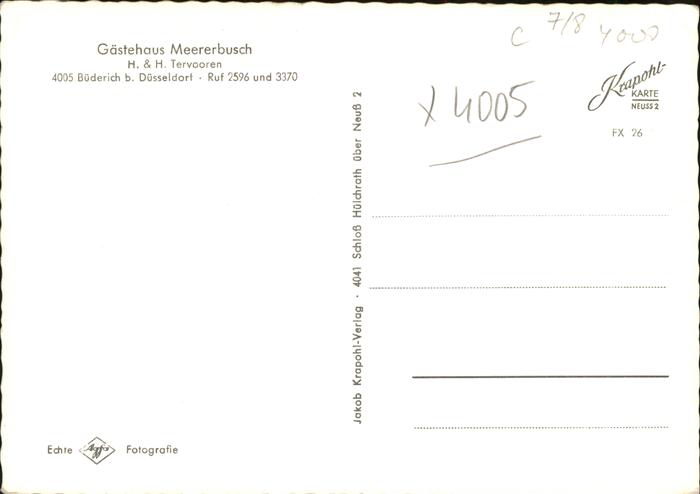 Gästehaus Meererbusch
H. & H. Tervooren
4005 Büderich b. Düsseldorf · Ruf 2596 und 3370
Echte Agfa Fotografie
Jakob Krapohl-Verlag · 4041 Schloß Hülchrath über Neuß 2
C 7/8 4000
X 4005
Krapohl-
KARTE
NEUSS 2
FX 26